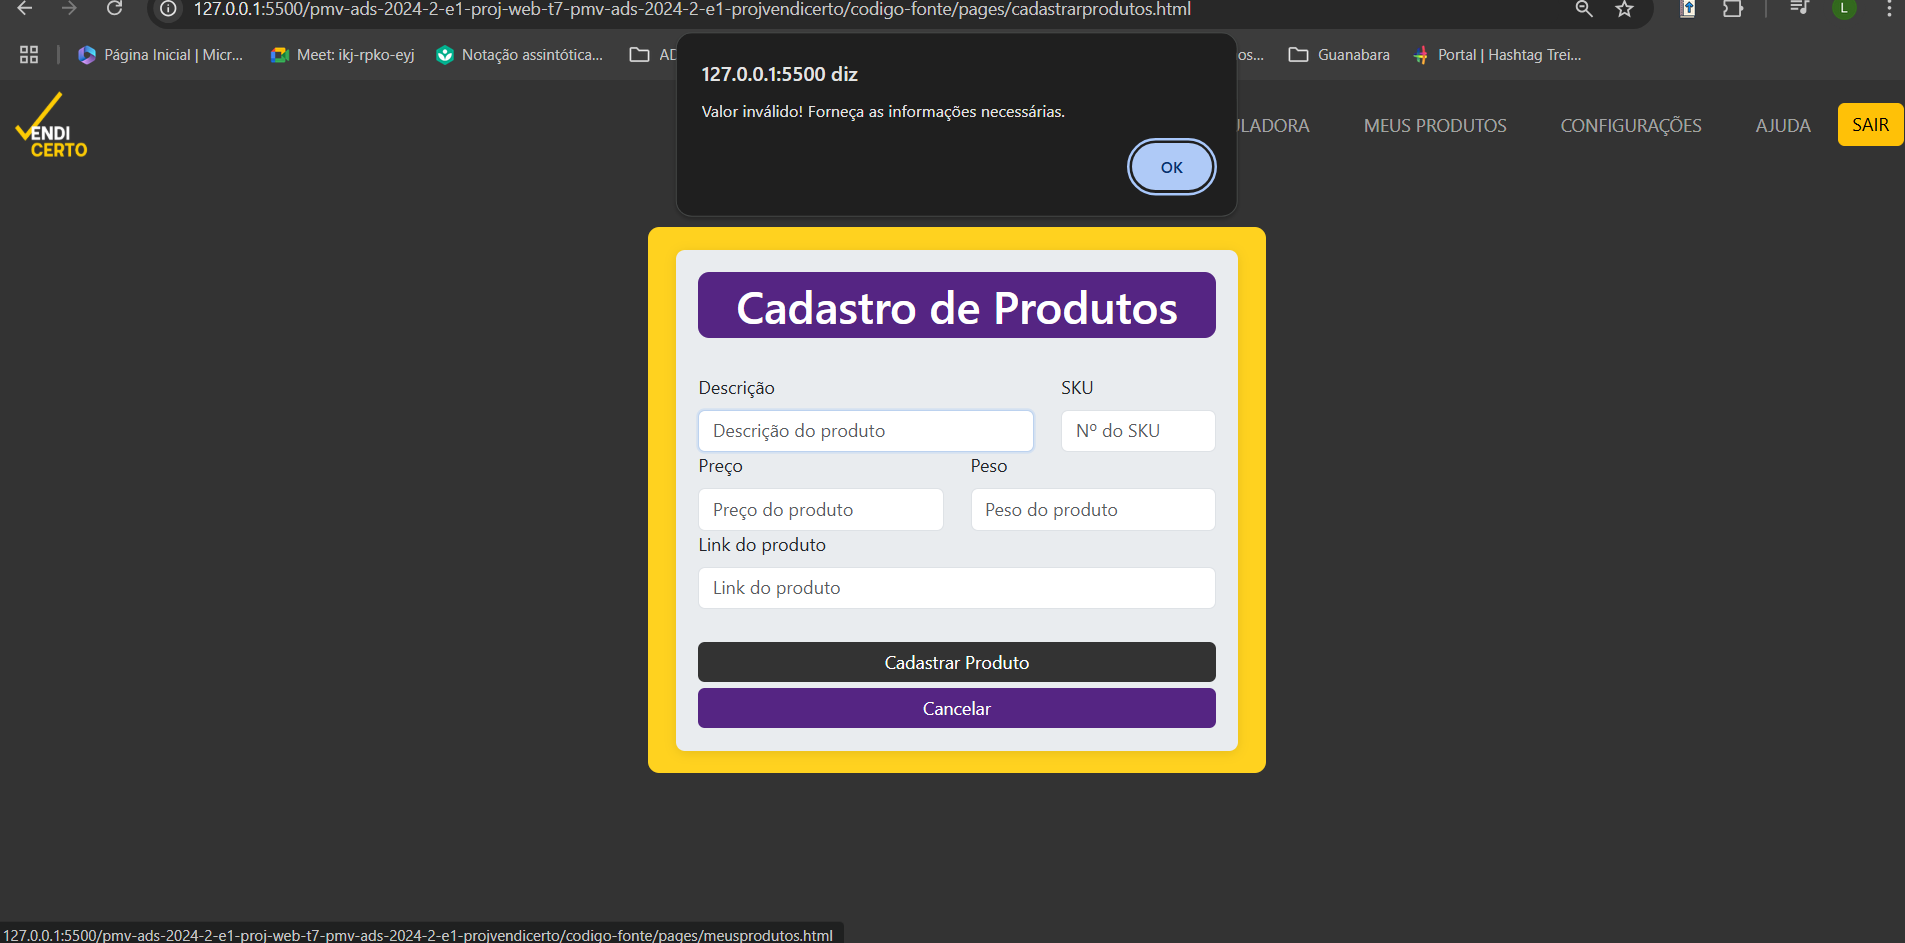 127.0.0.1:5500/pmv-ads-2024-2-e1-proj-web-t7-pmv-ads-2024-2-e1-projvendicerto/codigo-fonte/pages/cadastrarprodutos.html
L
Página Inicial | Micr...
Meet: ikj-rpko-eyj
Notação assintótica...
os...
Guanabara
Portal | Hashtag Trei...
127.0.0.1:5500 diz
Valor inválido! Forneça as informações necessárias.
OK
VENDI
CERTO
MEUS PRODUTOS
CONFIGURAÇÕES
AJUDA
SAIR
Cadastro de Produtos
Descrição
SKU
Descrição do produto
Nº do SKU
Preço
Peso
Preço do produto
Peso do produto
Link do produto
Link do produto
Cadastrar Produto
Cancelar
127.0.0.1:5500/pmv-ads-2024-2-e1-proj-web-t7-pmv-ads-2024-2-e1-projvendicerto/codigo-fonte/pages/meusprodutos.html